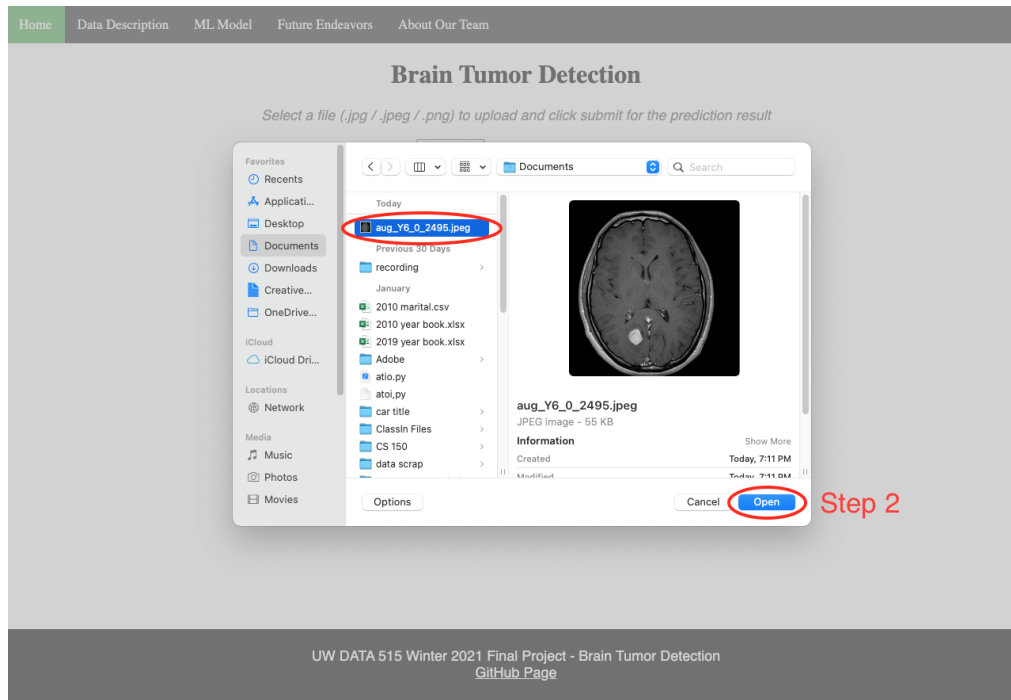 Home Data Description ML Model Future Endeavors About Our Team
Brain Tumor Detection
Select a file (.jpg / .jpeg / .png) to upload and click submit for the prediction result
Favorites
Recents
Applicati...
Desktop
Documents
Downloads
Creative...
OneDrive...
iCloud
iCloud Dri...
Locations
Network
Media
Music
Photos
Movies
Documents
Search
Today
aug_Y6_0_2495.jpeg
Previous 30 Days
recording
January
2010 marital.csv
2010 year book.xlsx
2019 year book.xlsx
Adobe
atio.py
atoi,py
car title
ClassIn Files
CS 150
data scrap
aug_Y6_0_2495.jpeg
JPEG image - 55 KB
Information Show More
Created Today, 7:11 PM
Modified Today, 7:11 PM
Options Cancel Open Step 2
UW DATA 515 Winter 2021 Final Project - Brain Tumor Detection
GitHub Page